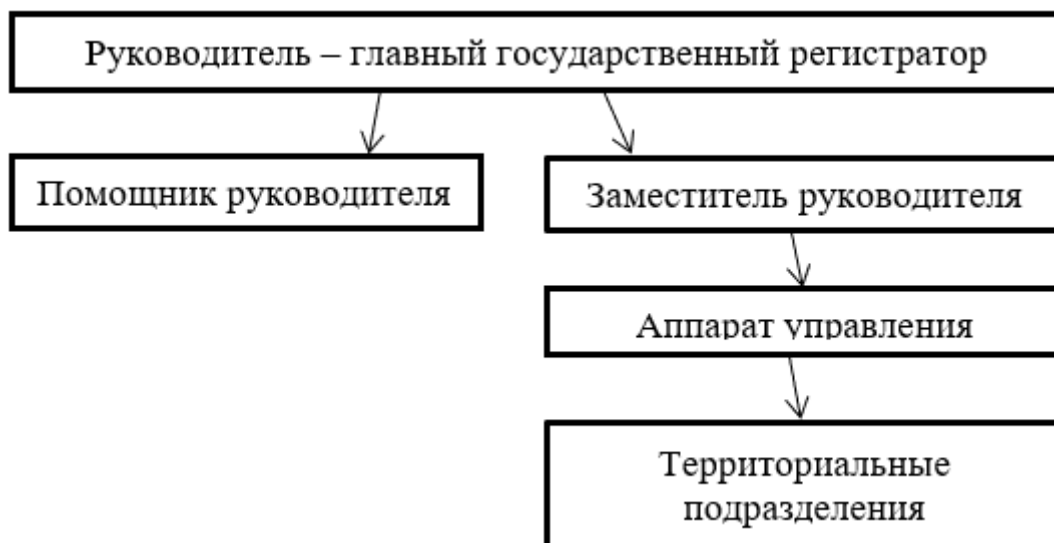 Руководитель – главный государственный регистратор
Помощник руководителя
Заместитель руководителя
Аппарат управления
Территориальные
подразделения